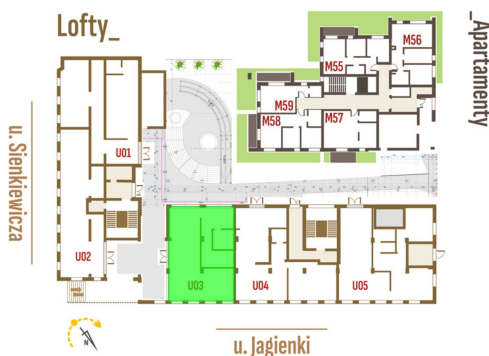 Lofty_
_Apartamenty
M56
M55
M59
M58
M57
U01
U02
U03
U04
U05
u. Sienkiewicza
u. Jagienki
N